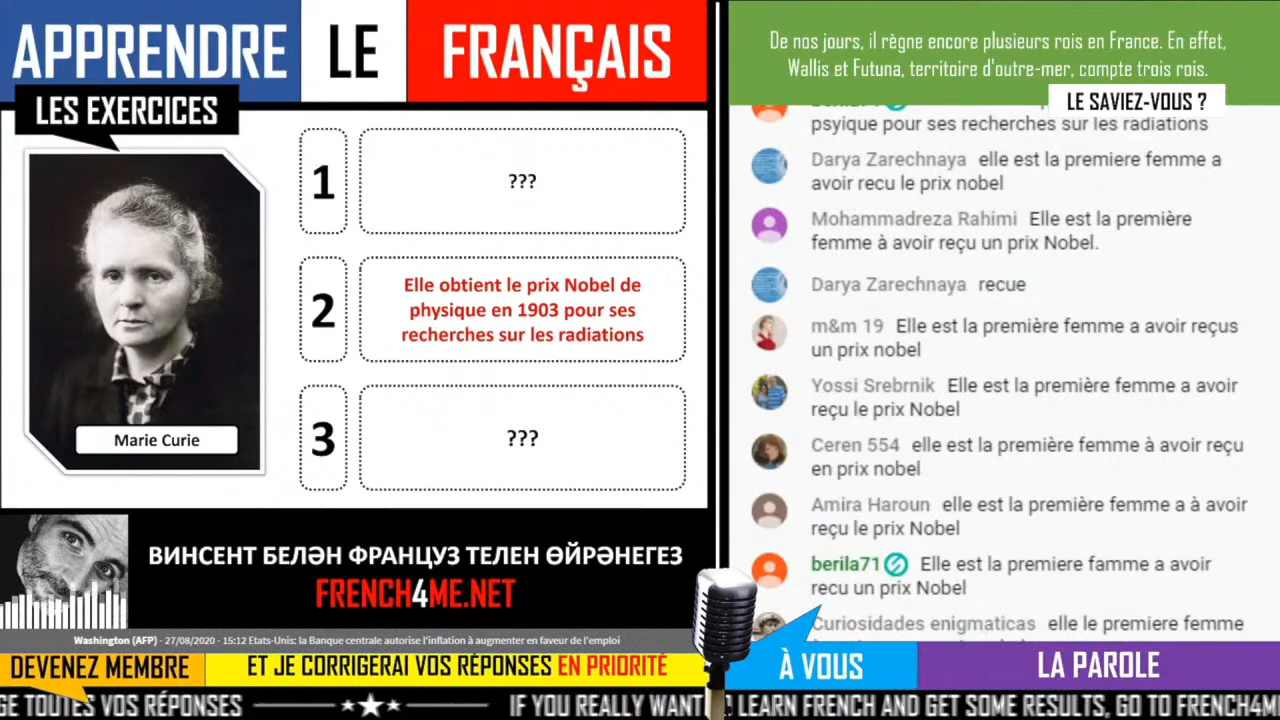 APPRENDRE LE FRANÇAIS
LES EXERCICES
Marie Curie
1
???
2
Elle obtient le prix Nobel de
physique en 1903 pour ses
recherches sur les radiations
3
???
ВИНСЕНТ БЕЛӘН ФРАНЦУЗ ТЕЛЕН ӨЙРӘНЕГЕЗ
FRENCH4ME.NET
Washington (AFP) - 27/08/2020 - 15:12 Etats-Unis: la Banque centrale autorise l'inflation à augmenter en faveur de l'emploi
DEVENEZ MEMBRE
ET JE CORRIGERAI VOS RÉPONSES EN PRIORITÉ
De nos jours, il règne encore plusieurs rois en France. En effet,
Wallis et Futuna, territoire d'outre-mer, compte trois rois.
LE SAVIEZ-VOUS ?
psyique pour ses recherches sur les radiations
Darya Zarechnaya elle est la premiere femme a
avoir recu le prix nobel
Mohammadreza Rahimi Elle est la première
femme à avoir reçu un prix Nobel.
Darya Zarechnaya recue
m&m 19 Elle est la première femme a avoir reçus
un prix nobel
Yossi Srebrnik Elle est la première femme a avoir
reçu le prix Nobel
Ceren 554 elle est la première femme à avoir reçu
en prix nobel
Amira Haroun elle est la première femme a à avoir
reçu le prix Nobel
berila71 Elle est la premiere famme a avoir
recu un prix Nobel
Curiosidades enigmaticas elle le premiere femme
À VOUS
LA PAROLE
GE TOUTES VOS RÉPONSES
IF YOU REALLY WANT
LEARN FRENCH AND GET SOME RESULTS, GO TO FRENCH4M